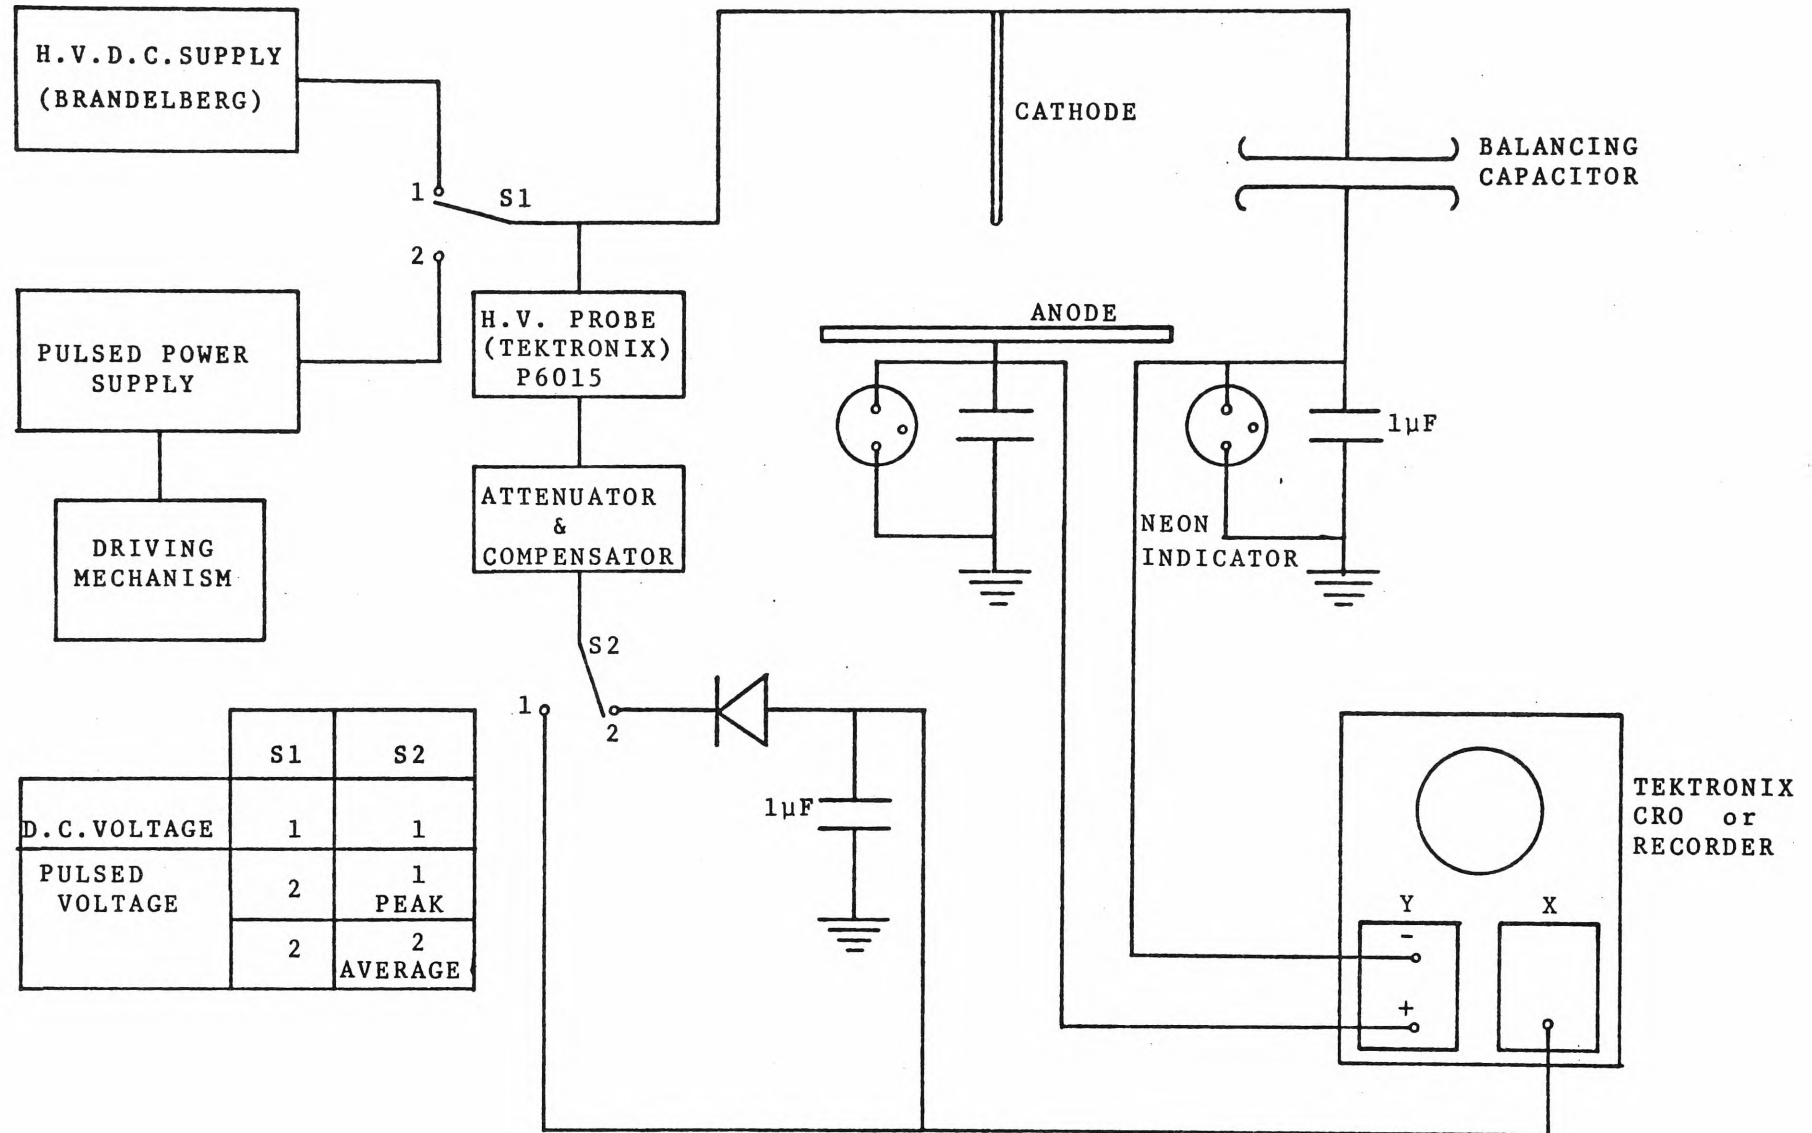 H.V.D.C.SUPPLY
(BRANDELBERG)
CATHODE
BALANCING
CAPACITOR
1
S1
2
H.V. PROBE
(TEKTRONIX)
P6015
ANODE
PULSED POWER
SUPPLY
1µF
ATTENUATOR
&
COMPENSATOR
NEON
INDICATOR
DRIVING
MECHANISM
S2
1
2
1µF
S1 S2
D.C.VOLTAGE 1 1
PULSED
VOLTAGE
2 1
PEAK
2 2
AVERAGE
TEKTRONIX
CRO or
RECORDER
Y X
-
+